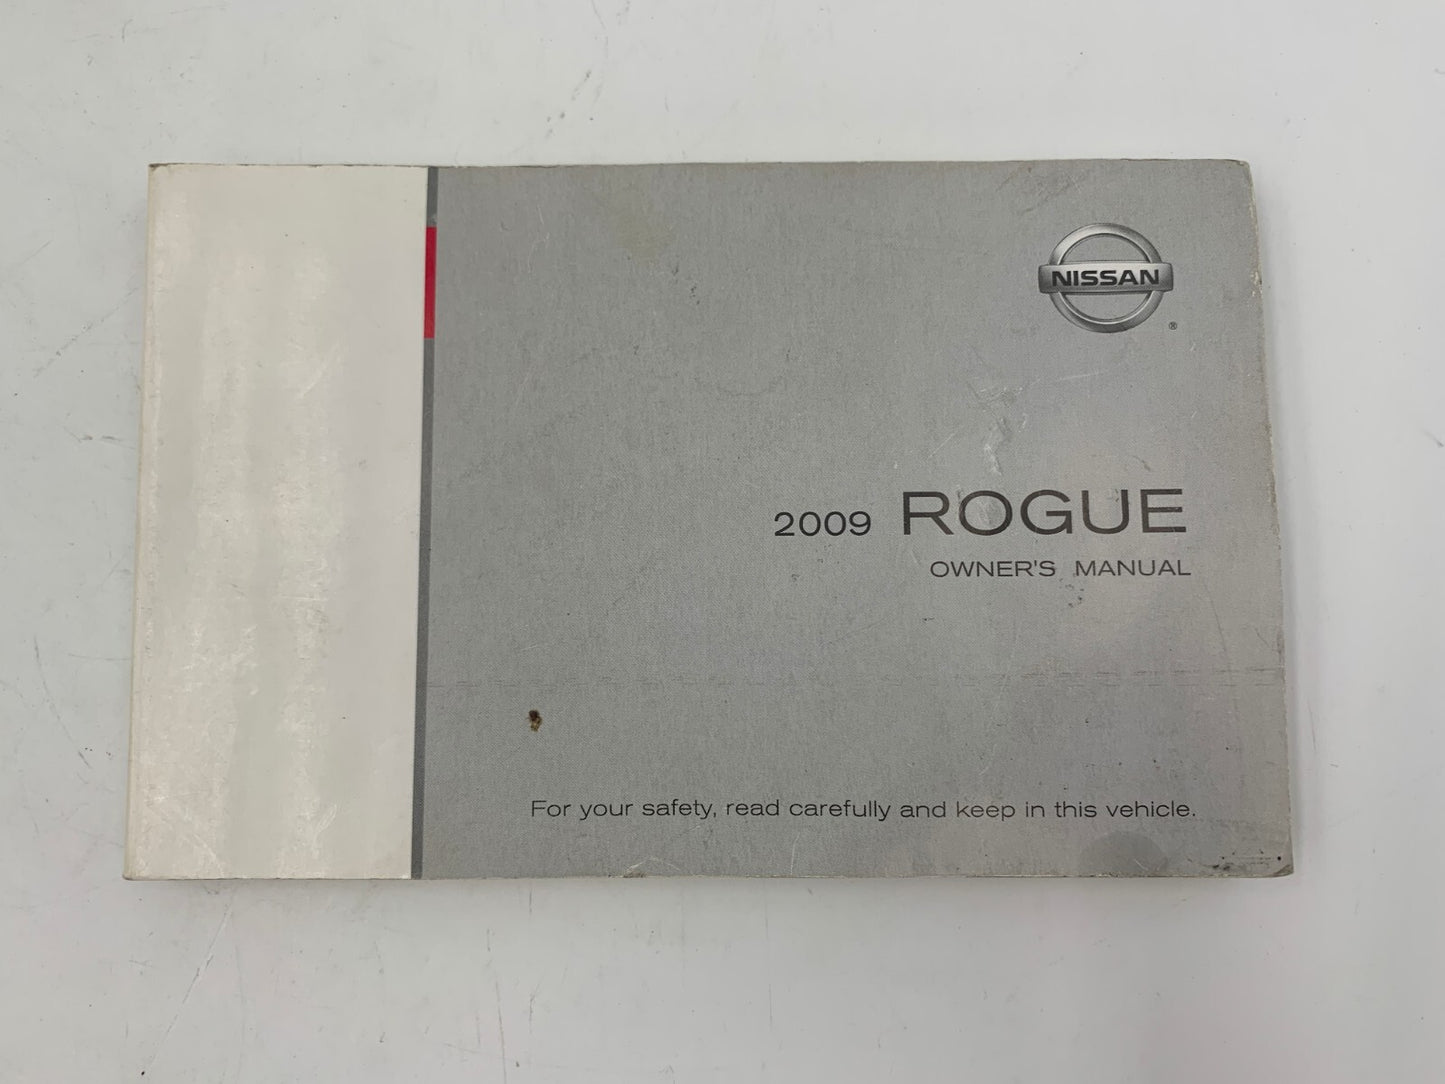 NISSAN
®
2009 ROGUE
OWNER'S MANUAL
For your safety, read carefully and keep in this vehicle.